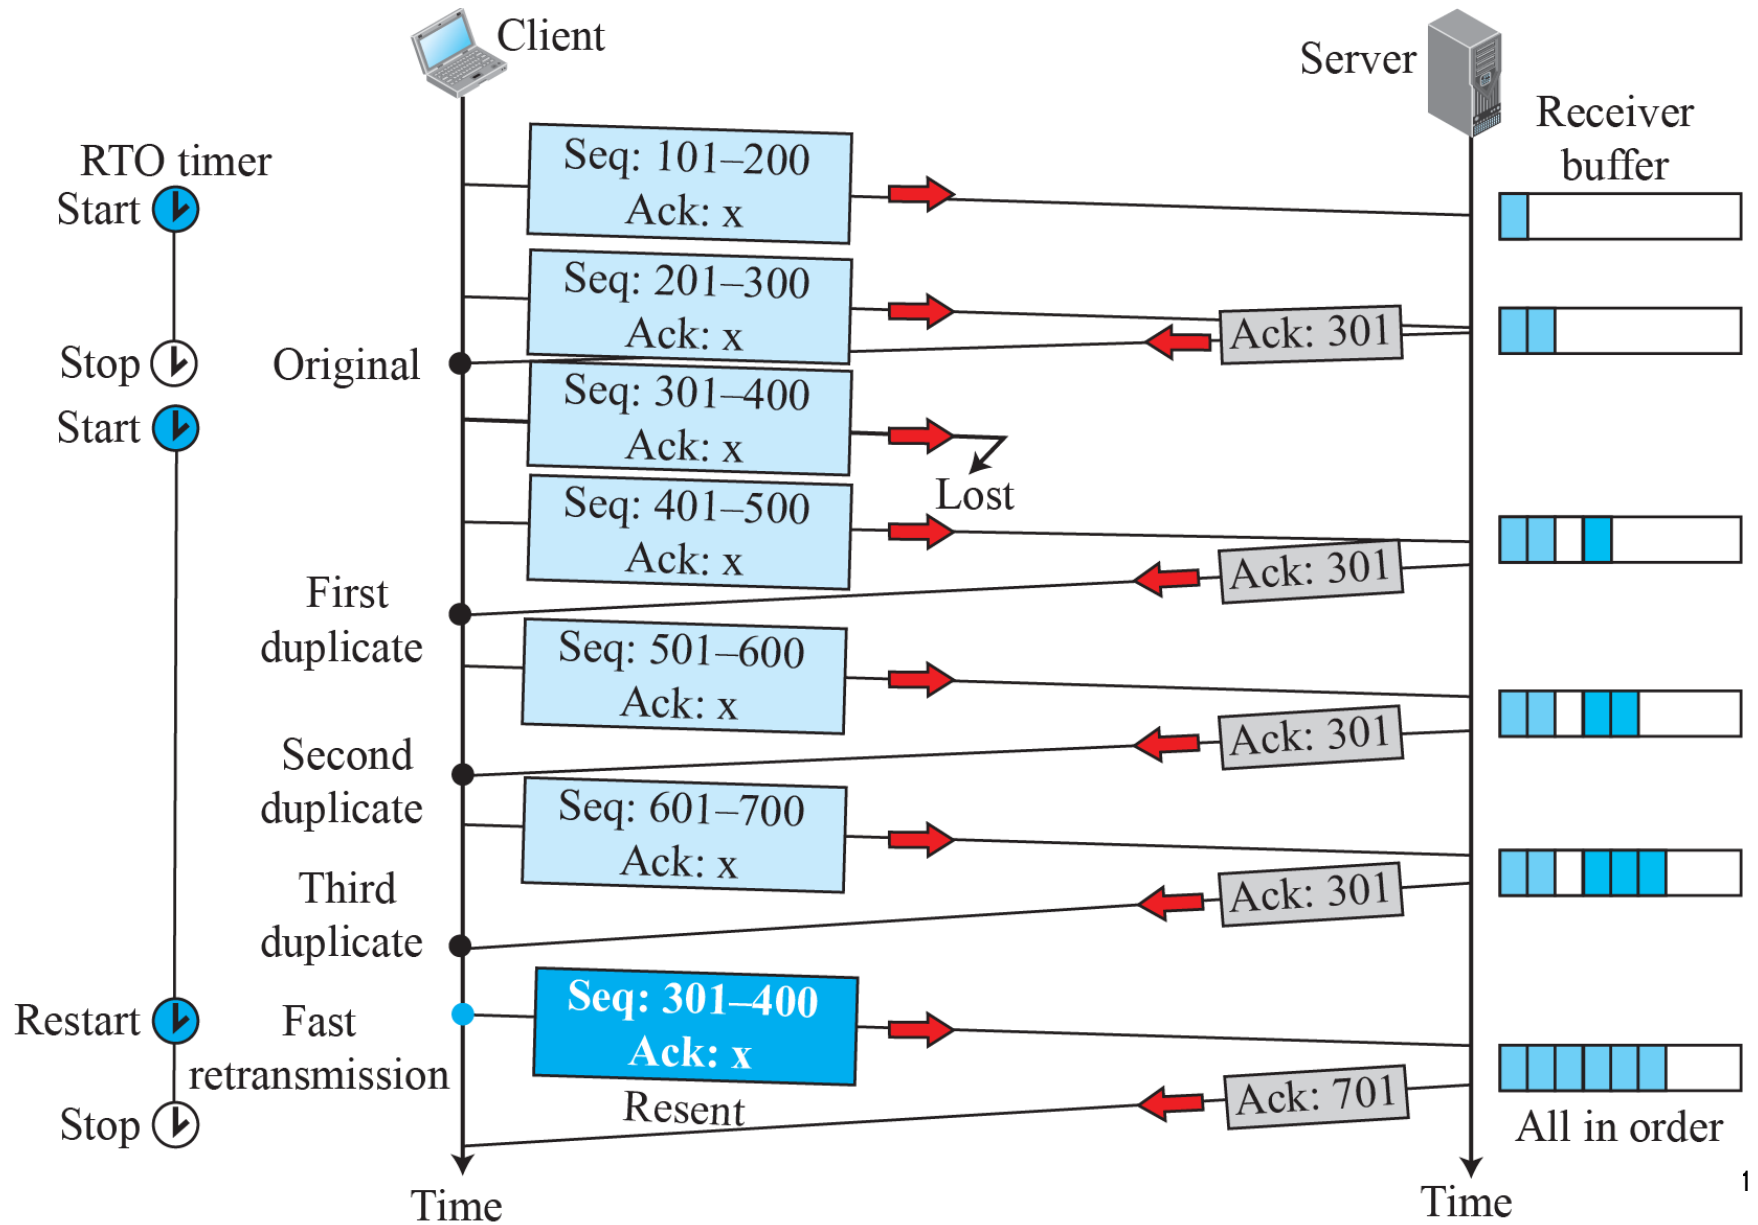 Client
Server
Receiver
buffer
RTO timer
Start
Seq: 101–200
Ack: x
Seq: 201–300
Ack: x
Ack: 301
Stop
Original
Start
Seq: 301–400
Ack: x
Lost
Seq: 401–500
Ack: x
Ack: 301
First
duplicate
Seq: 501–600
Ack: x
Ack: 301
Second
duplicate
Seq: 601–700
Ack: x
Ack: 301
Third
duplicate
Restart
Fast
retransmission
Seq: 301–400
Ack: x
Resent
Ack: 701
Stop
All in order
Time
Time
1